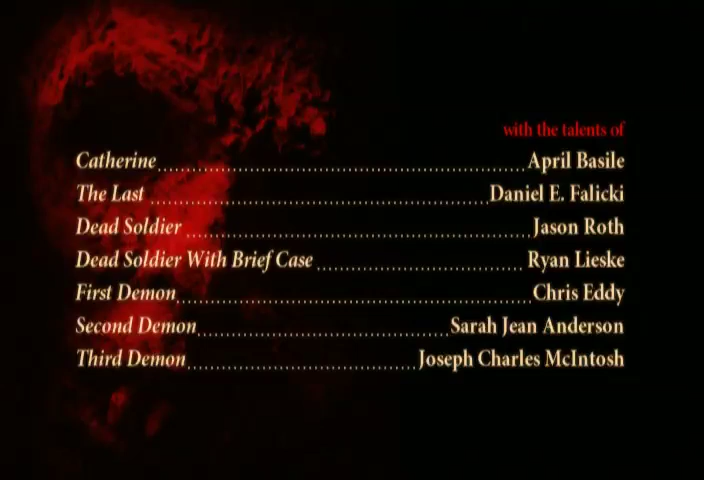 with the talents of
Catherine........................................................................April Basile
The Last ....................................................................Daniel E. Falicki
Dead Soldier .....................................................................Jason Roth
Dead Soldier With Brief Case .......................................... Ryan Lieske
First Demon.......................................................................Chris Eddy
Second Demon..................................................Sarah Jean Anderson
Third Demon..............................................Joseph Charles McIntosh